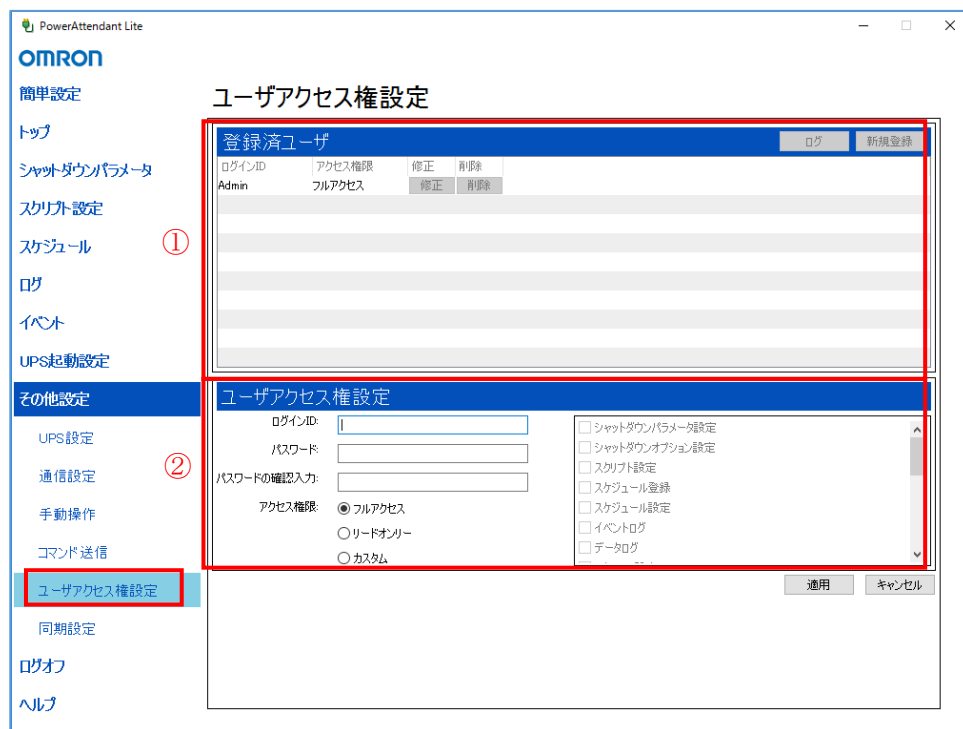 PowerAttendant Lite
OMRON
簡単設定
トップ
シャットダウンパラメータ
スクリプト設定
スケジュール
ログ
イベント
UPS起動設定
その他設定
UPS設定
通信設定
手動操作
コマンド送信
ユーザアクセス権設定
同期設定
ログオフ
ヘルプ
ユーザアクセス権設定
①
登録済ユーザ ログ 新規登録
ログインID アクセス権限 修正 削除
Admin フルアクセス 修正 削除
②
ユーザアクセス権設定
ログインID:
パスワード:
パスワードの確認入力:
アクセス権限: フルアクセス
リードオンリー
カスタム
シャットダウンパラメータ設定
シャットダウンオプション設定
スクリプト設定
スケジュール登録
スケジュール設定
イベントログ
データログ
適用 キャンセル